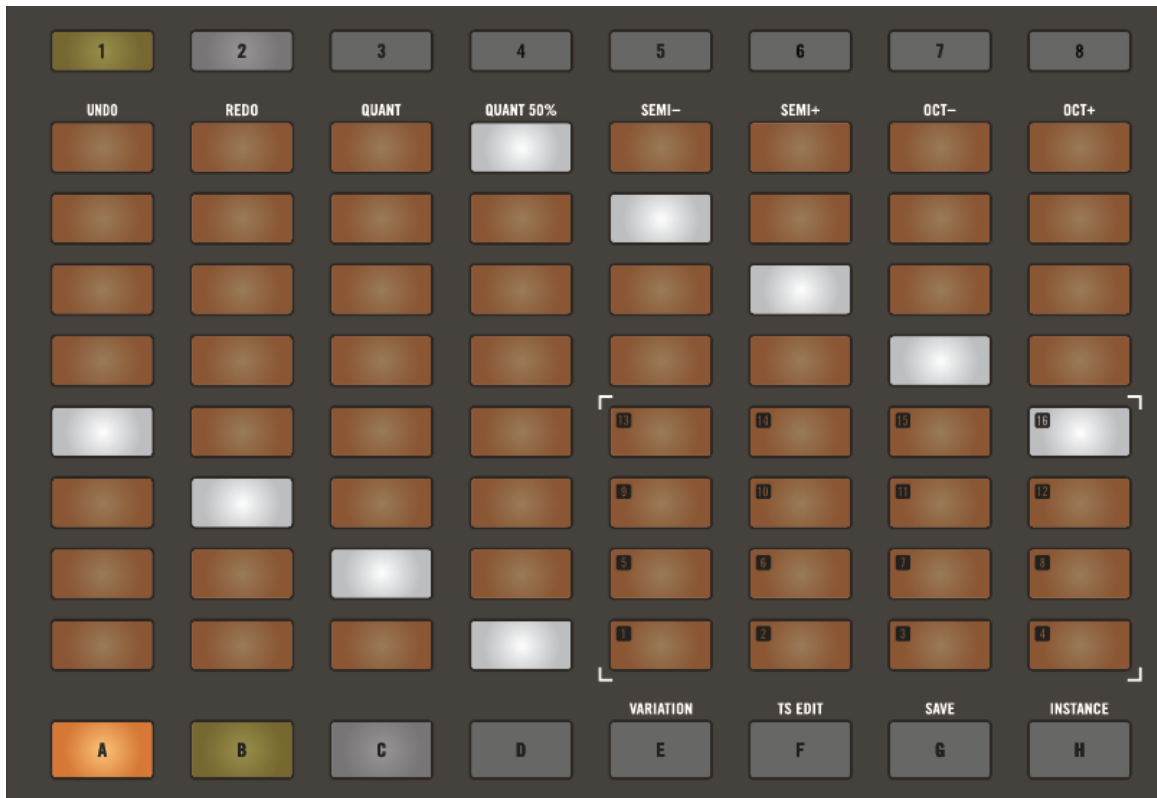 1 2 3 4 5 6 7 8
UNDO REDO QUANT QUANT 50% SEMI− SEMI+ OCT− OCT+
13 14 15 16
9 10 11 12
5 6 7 8
1 2 3 4
VARIATION TS EDIT SAVE INSTANCE
A B C D E F G H